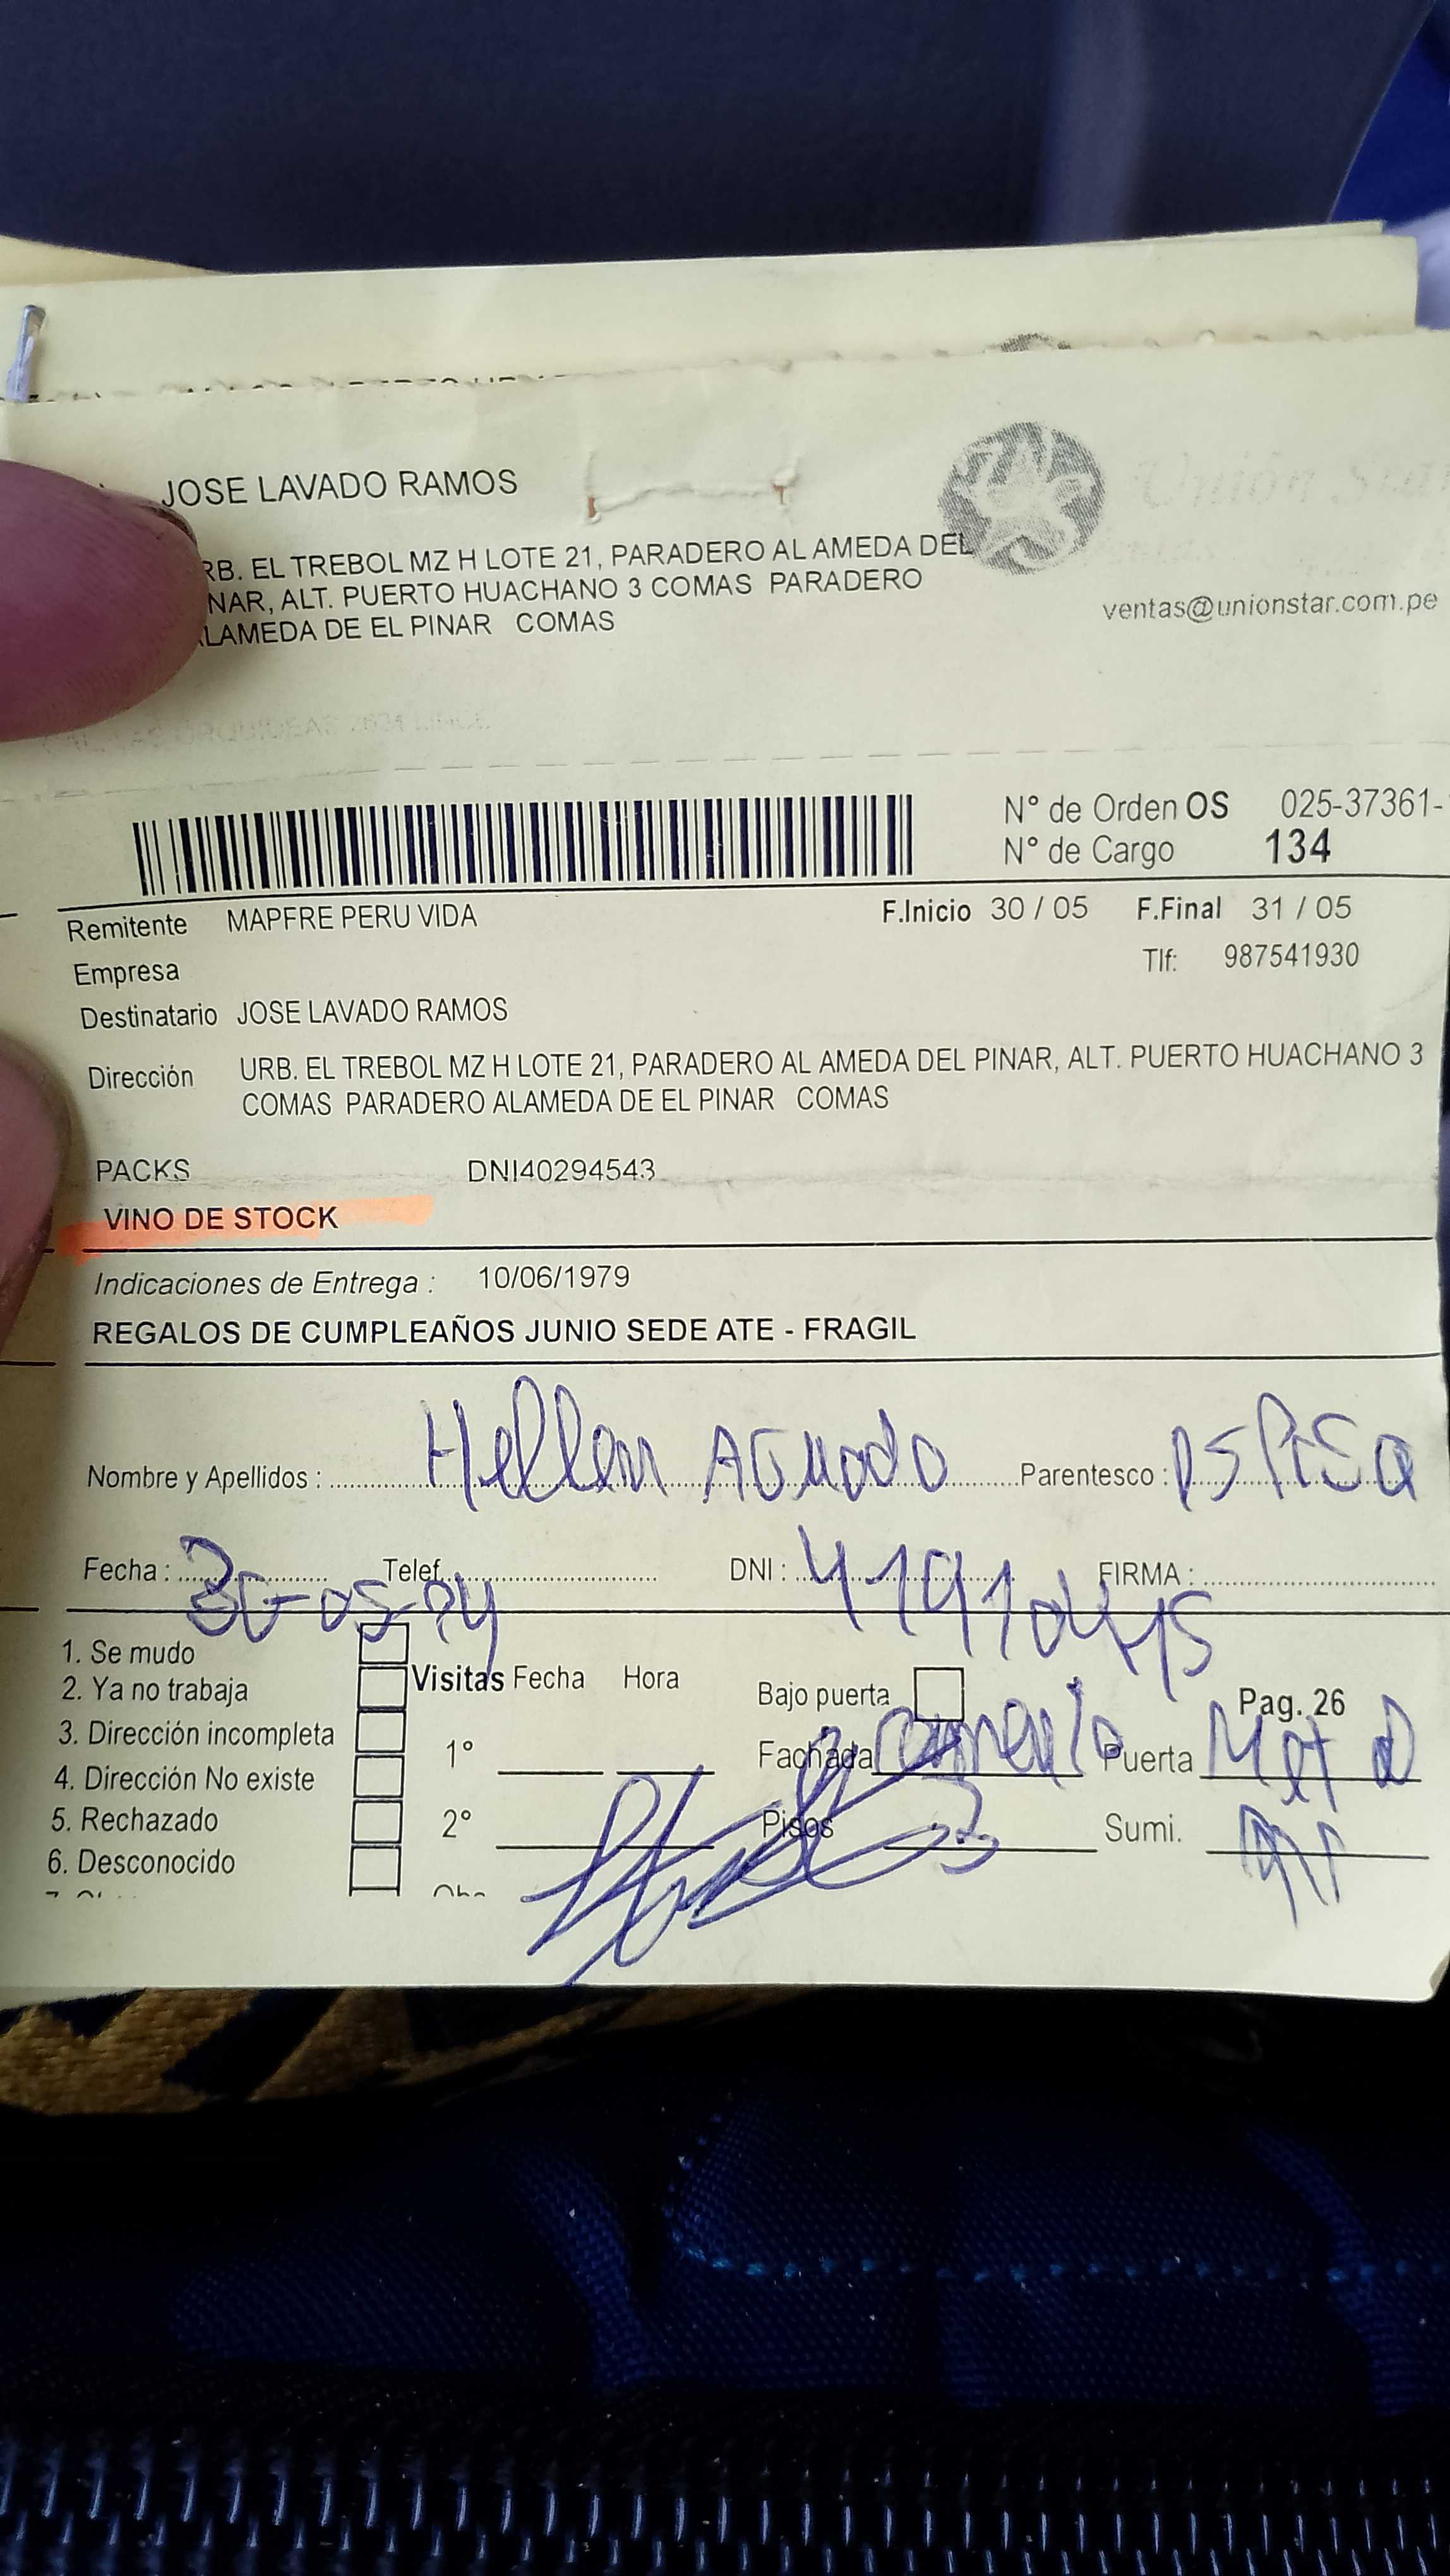 JOSE LAVADO RAMOS
RB. EL TREBOL MZ H LOTE 21, PARADERO AL AMEDA DEL
NAR, ALT. PUERTO HUACHANO 3 COMAS PARADERO
LAMEDA DE EL PINAR COMAS
Unión Star
ventas@unionstar.com.pe
N° de Orden OS 025-37361-
N° de Cargo 134
Remitente MAPFRE PERU VIDA F.Inicio 30 / 05 F.Final 31 / 05
Empresa Tlf: 987541930
Destinatario JOSE LAVADO RAMOS
Dirección URB. EL TREBOL MZ H LOTE 21, PARADERO AL AMEDA DEL PINAR, ALT. PUERTO HUACHANO 3
COMAS PARADERO ALAMEDA DE EL PINAR COMAS
PACKS DNI40294543
VINO DE STOCK
Indicaciones de Entrega : 10/06/1979
REGALOS DE CUMPLEAÑOS JUNIO SEDE ATE - FRAGIL
Nombre y Apellidos : Hellen Parentesco :
Fecha : 30-05-24 Telef. DNI : FIRMA :
1. Se mudo
2. Ya no trabaja Visitas Fecha Hora Bajo puerta Pag. 26
3. Dirección incompleta 1° Fachada Puerta
4. Dirección No existe
5. Rechazado 2° Pisos 3 Sumi.
6. Desconocido